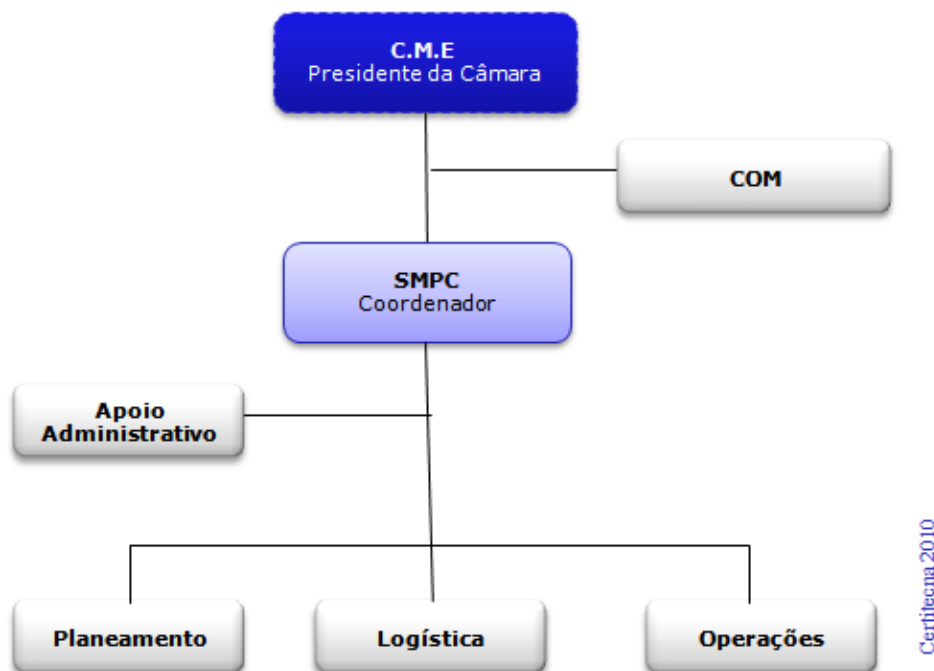 C.M.E
Presidente da Câmara
COM
SMPC
Coordenador
Apoio
Administrativo
Planeamento
Logística
Operações
Certitecna 2010